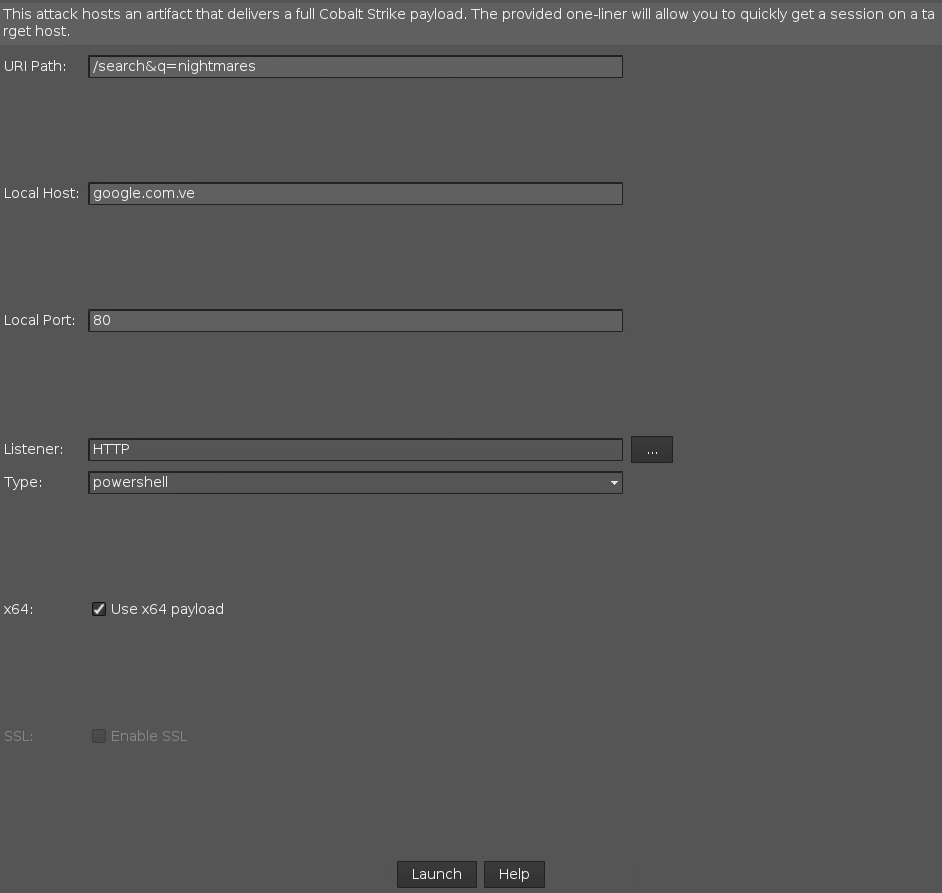 This attack hosts an artifact that delivers a full Cobalt Strike payload. The provided one-liner will allow you to quickly get a session on a ta
rget host.
URI Path: /search&q=nightmares
Local Host: google.com.ve
Local Port: 80
Listener: HTTP ...
Type: powershell
x64: Use x64 payload
SSL: Enable SSL
Launch Help